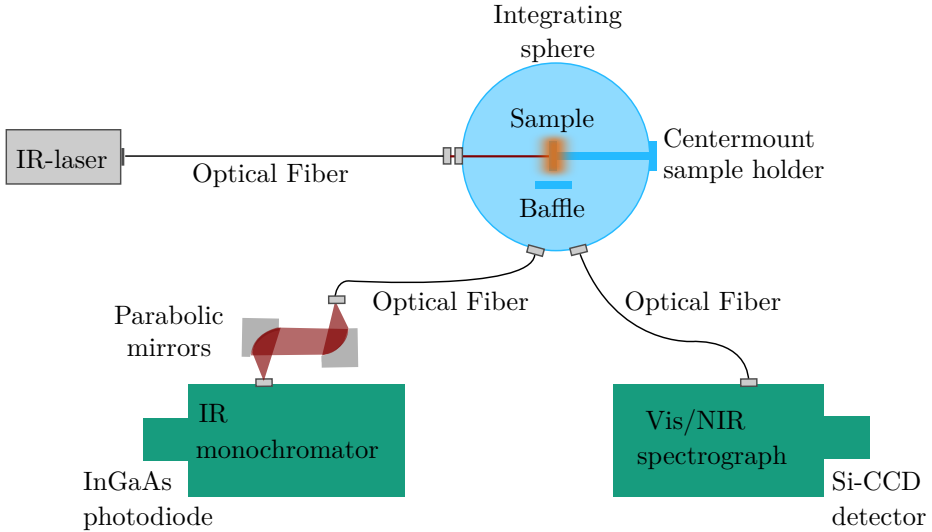 Integrating
sphere
Sample
IR-laser
Optical Fiber
Centermount
sample holder
Baffle
Optical Fiber
Optical Fiber
Parabolic
mirrors
IR
monochromator
Vis/NIR
spectrograph
InGaAs
photodiode
Si-CCD
detector